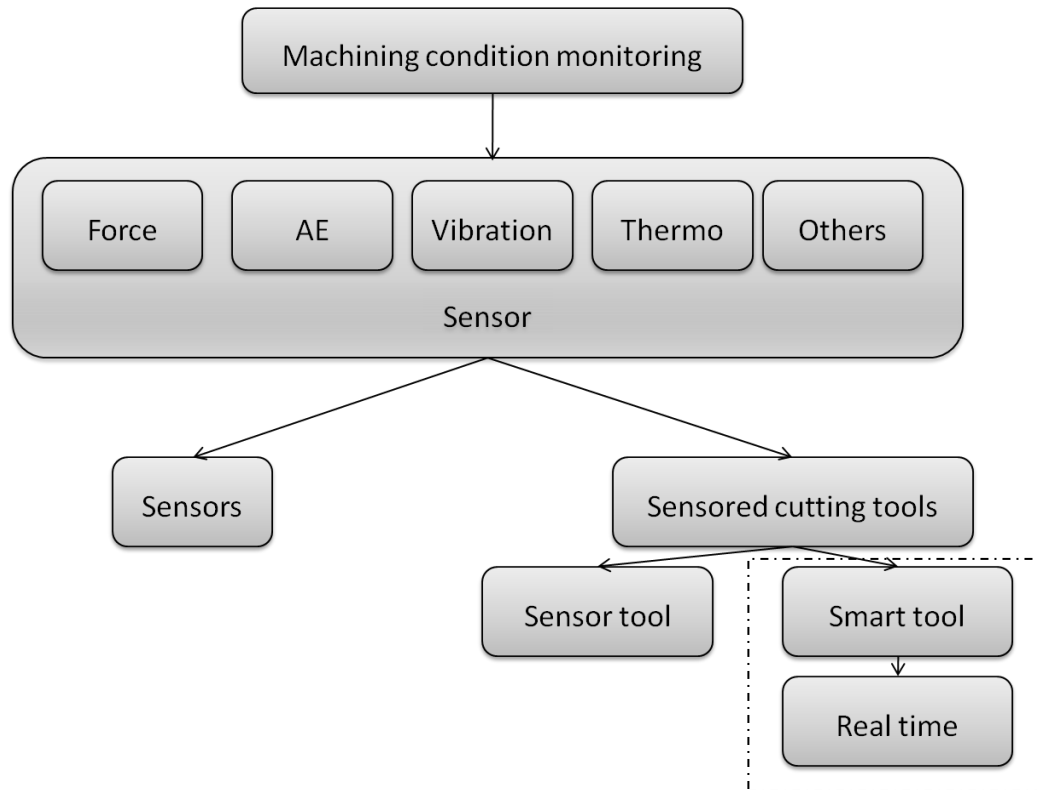 Machining condition monitoring
Force
AE
Vibration
Thermo
Others
Sensor
Sensors
Sensored cutting tools
Sensor tool
Smart tool
Real time